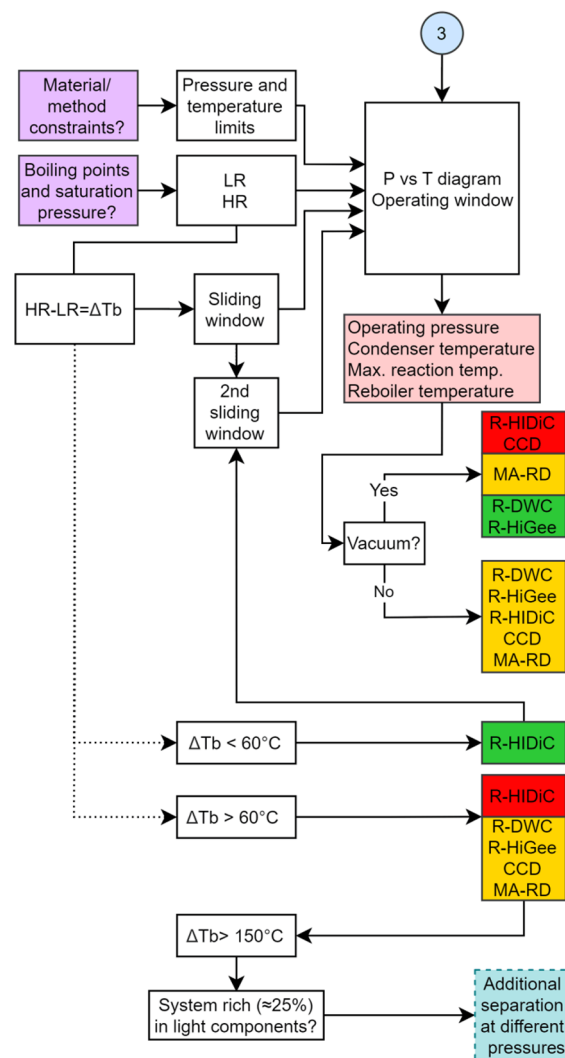 3
Material/
method
constraints?
Pressure and
temperature
limits
Boiling points
and saturation
pressure?
LR
HR
P vs T diagram
Operating window
HR-LR=ΔTb
Sliding
window
2nd
sliding
window
Operating pressure
Condenser temperature
Max. reaction temp.
Reboiler temperature
R-HIDiC
CCD
MA-RD
R-DWC
R-HiGee
Yes
Vacuum?
No
R-DWC
R-HiGee
R-HIDiC
CCD
MA-RD
ΔTb < 60°C
R-HIDiC
ΔTb > 60°C
R-HIDiC
R-DWC
R-HiGee
CCD
MA-RD
ΔTb> 150°C
System rich (≈25%)
in light components?
Additional
separation
at different
pressures